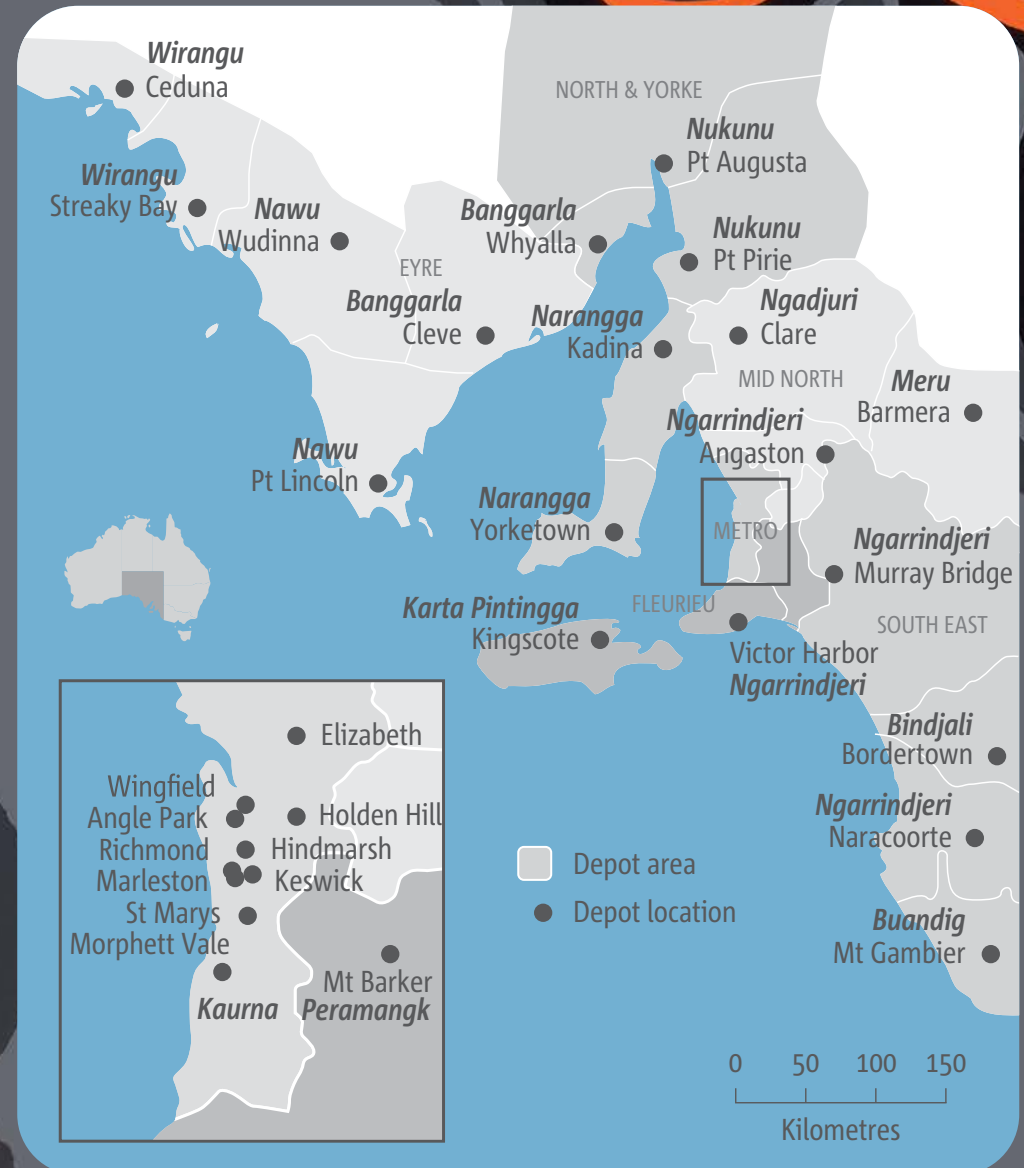 Wirangu
Ceduna
NORTH & YORKE
Nukunu
Pt Augusta
Wirangu
Streaky Bay
Nawu
Wudinna
Banggarla
Whyalla
Nukunu
Pt Pirie
EYRE
Banggarla
Cleve
Narangga
Kadina
Ngadjuri
Clare
MID NORTH
Meru
Barmera
Ngarrindjeri
Angaston
Nawu
Pt Lincoln
Narangga
Yorketown
METRO
Ngarrindjeri
Murray Bridge
Karta Pintingga
Kingscote
FLEURIEU
SOUTH EAST
Victor Harbor
Ngarrindjeri
Bindjali
Bordertown
Ngarrindjeri
Naracoorte
Buandig
Mt Gambier
Elizabeth
Wingfield
Angle Park
Holden Hill
Richmond
Hindmarsh
Marleston
Keswick
St Marys
Morphett Vale
Mt Barker
Kaurna
Peramangk
Depot area
Depot location
0 50 100 150
Kilometres